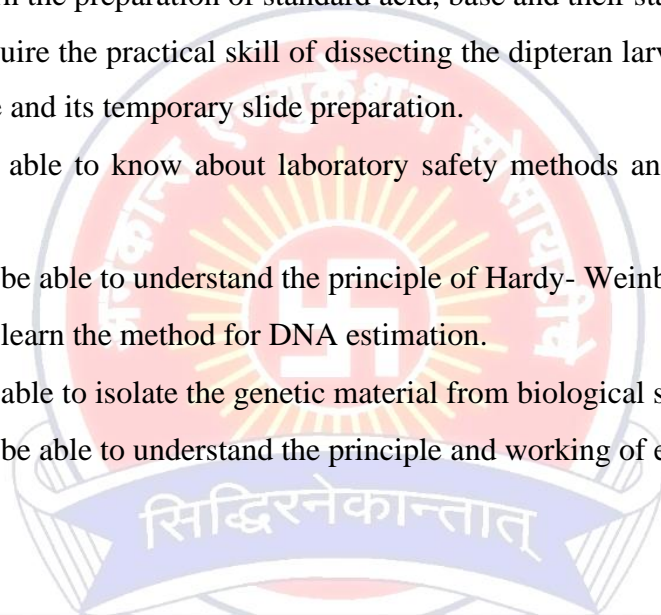 the preparation of standard acid, base and their
uire the practical skill of dissecting the dipteran
and its temporary slide preparation.
able to know about laboratory safety methods
be able to understand the principle of Hardy- Weinb
learn the method for DNA estimation.
able to isolate the genetic material from biological
be able to understand the principle and working of
एज्युकेशन सोसायटी
सिद्धिरनेकान्तात्